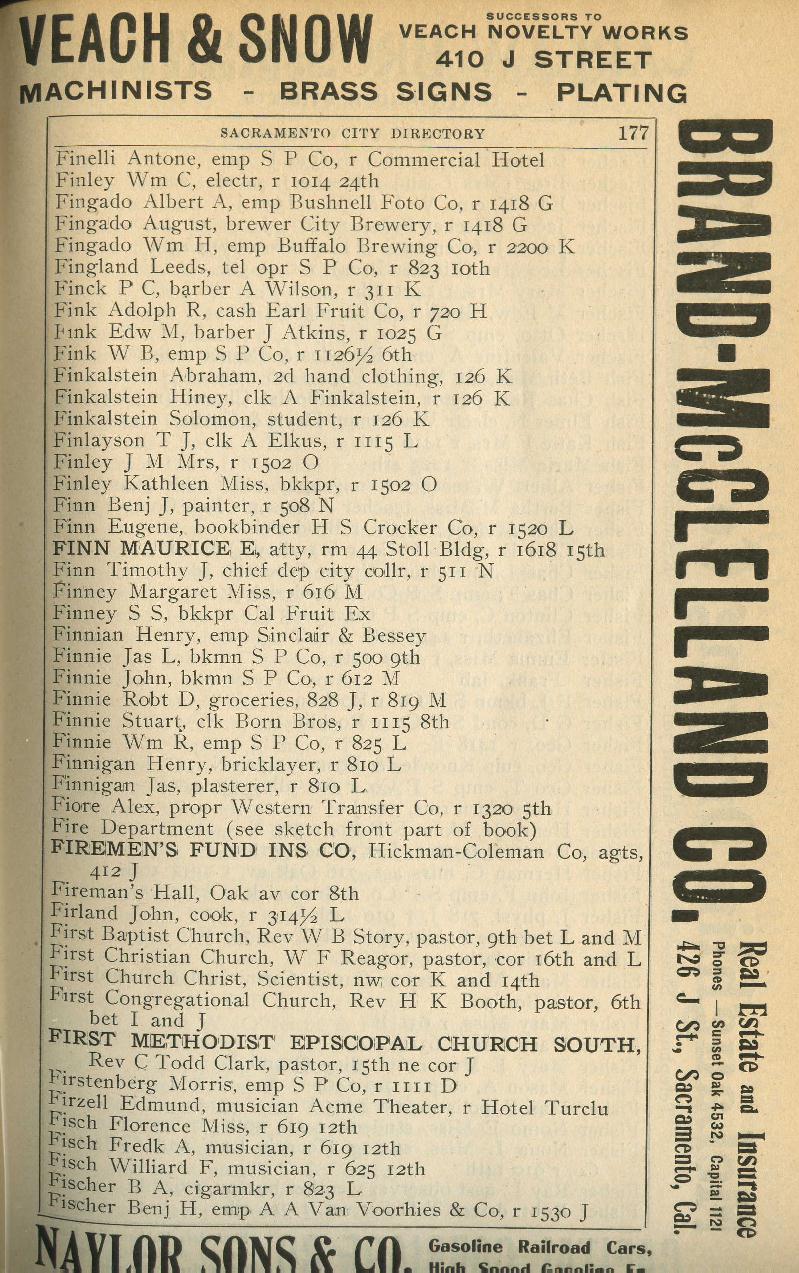 VEACH & SNOW
SUCCESSORS TO
VEACH NOVELTY WORKS
410 J STREET
MACHINISTS - BRASS SIGNS - PLATING
SACRAMENTO CITY DIRECTORY 177
Finelli Antone, emp S P Co, r Commercial Hotel
Finley Wm C, electr, r 1014 24th
Fingado Albert A, emp Bushnell Foto Co, r 1418 G
Fingado August, brewer City Brewery, r 1418 G
Fingado Wm H, emp Buffalo Brewing Co, r 2200 K
Fingland Leeds, tel opr S P Co, r 823 10th
Finck P C, barber A Wilson, r 311 K
Fink Adolph R, cash Earl Fruit Co, r 720 H
Fink Edw M, barber J Atkins, r 1025 G
Fink W B, emp S P Co, r 1126½ 6th
Finkalstein Abraham, 2d hand clothing, 126 K
Finkalstein Hiney, clk A Finkalstein, r 126 K
Finkalstein Solomon, student, r 126 K
Finlayson T J, clk A Elkus, r 1115 L
Finley J M Mrs, r 1502 O
Finley Kathleen Miss, bkkpr, r 1502 O
Finn Benj J, painter, r 508 N
Finn Eugene, bookbinder H S Crocker Co, r 1520 L
FINN MAURICE E, atty, rm 44 Stoll Bldg, r 1618 15th
Finn Timothy J, chief dep city collr, r 511 N
Finney Margaret Miss, r 616 M
Finney S S, bkkpr Cal Fruit Ex
Finnian Henry, emp Sinclair & Bessey
Finnie Jas L, bkmn S P Co, r 500 9th
Finnie John, bkmn S P Co, r 612 M
Finnie Robt D, groceries, 828 J, r 819 M
Finnie Stuart, clk Born Bros, r 1115 8th
Finnie Wm R, emp S P Co, r 825 L
Finnigan Henry, bricklayer, r 810 L
Finnigan Jas, plasterer, r 810 L
Fiore Alex, propr Western Transfer Co, r 1320 5th
Fire Department (see sketch front part of book)
FIREMEN'S FUND INS CO, Hickman-Coleman Co, agts,
412 J
Fireman's Hall, Oak av cor 8th
Firland John, cook, r 314½ L
First Baptist Church, Rev W B Story, pastor, 9th bet L and M
First Christian Church, W F Reagor, pastor, cor 16th and L
First Church Christ, Scientist, nw cor K and 14th
First Congregational Church, Rev H K Booth, pastor, 6th
bet I and J
FIRST METHODIST EPISCOPAL CHURCH SOUTH,
Rev C Todd Clark, pastor, 15th ne cor J
Firstenberg Morris, emp S P Co, r 1111 D
Firzell Edmund, musician Acme Theater, r Hotel Turclu
Fisch Florence Miss, r 619 12th
Fisch Fredk A, musician, r 619 12th
Fisch Williard F, musician, r 625 12th
Fischer B A, cigarmkr, r 823 L
Fischer Benj H, emp A A Van Voorhies & Co, r 1530 J
BRAND-McCLELLAND CO.
Real Estate and Insurance
Phones — Sunset Oak 4532, Capital 1121
426 J St., Sacramento, Cal.
NAYLOR SONS & CO.
Gasoline Railroad Cars,
High Speed Gasoline